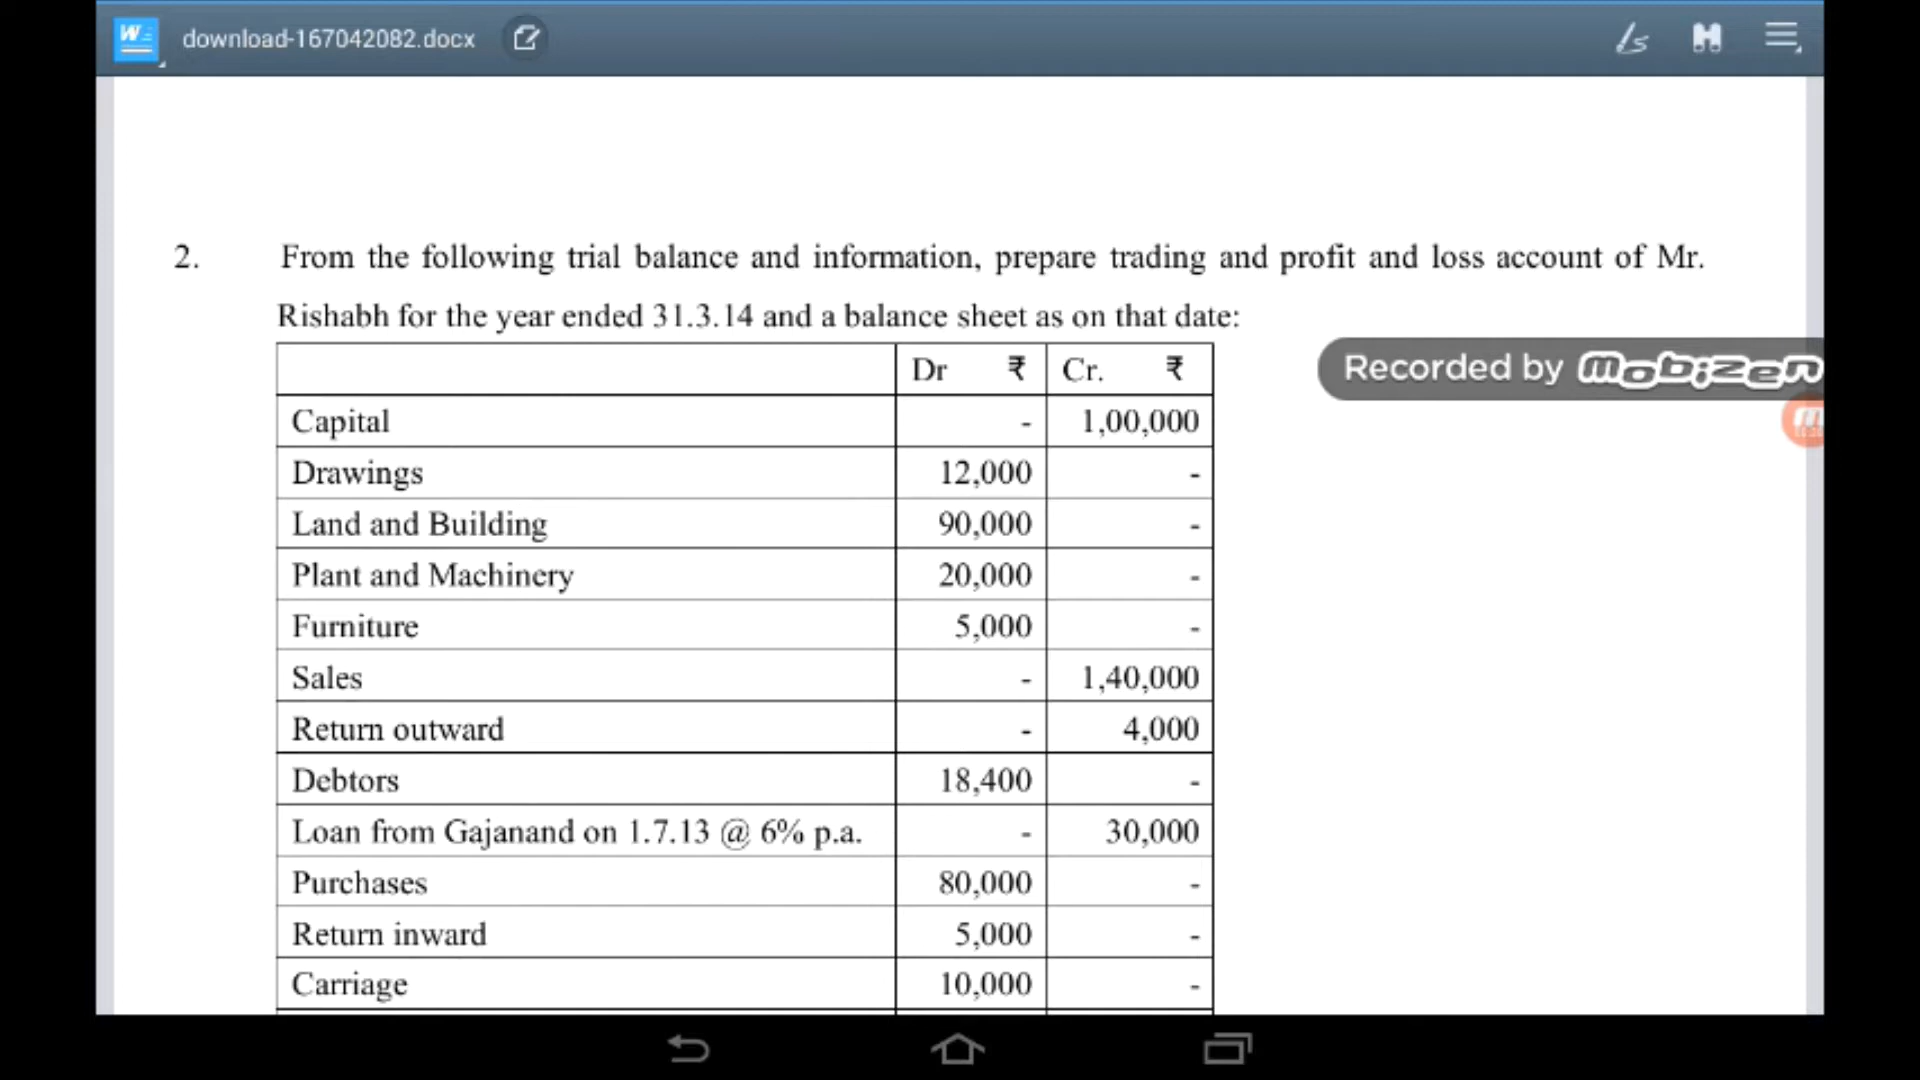 download-167042082.docx
2. From the following trial balance and information, prepare trading and profit and loss account of Mr.
Rishabh for the year ended 31.3.14 and a balance sheet as on that date:
Dr ₹ Cr. ₹
Capital - 1,00,000
Drawings 12,000 -
Land and Building 90,000 -
Plant and Machinery 20,000 -
Furniture 5,000 -
Sales - 1,40,000
Return outward - 4,000
Debtors 18,400 -
Loan from Gajanand on 1.7.13 @ 6% p.a. - 30,000
Purchases 80,000 -
Return inward 5,000 -
Carriage 10,000 -
Recorded by mobizen